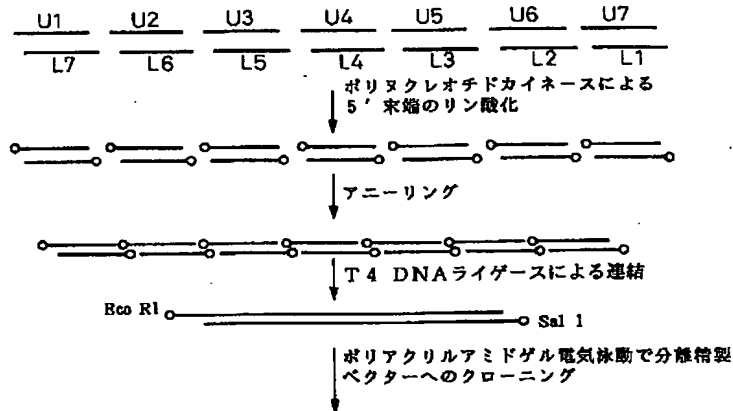 U1 U2 U3 U4 U5 U6 U7
L7 L6 L5 L4 L3 L2 L1
ポリヌクレオチドカイネースによる
5'末端のリン酸化
アニーリング
T4 DNAライゲースによる連結
Eco RI
Sal 1
ポリアクリルアミドゲル電気泳動で分離精製
ベクターへのクローニング